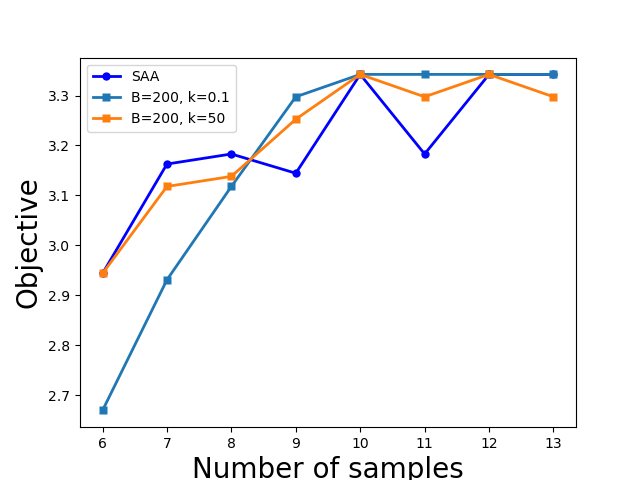 SAA
B=200, k=0.1
B=200, k=50
3.3
3.2
3.1
3.0
2.9
2.8
2.7
Objective
6 7 8 9 10 11 12 13
Number of samples